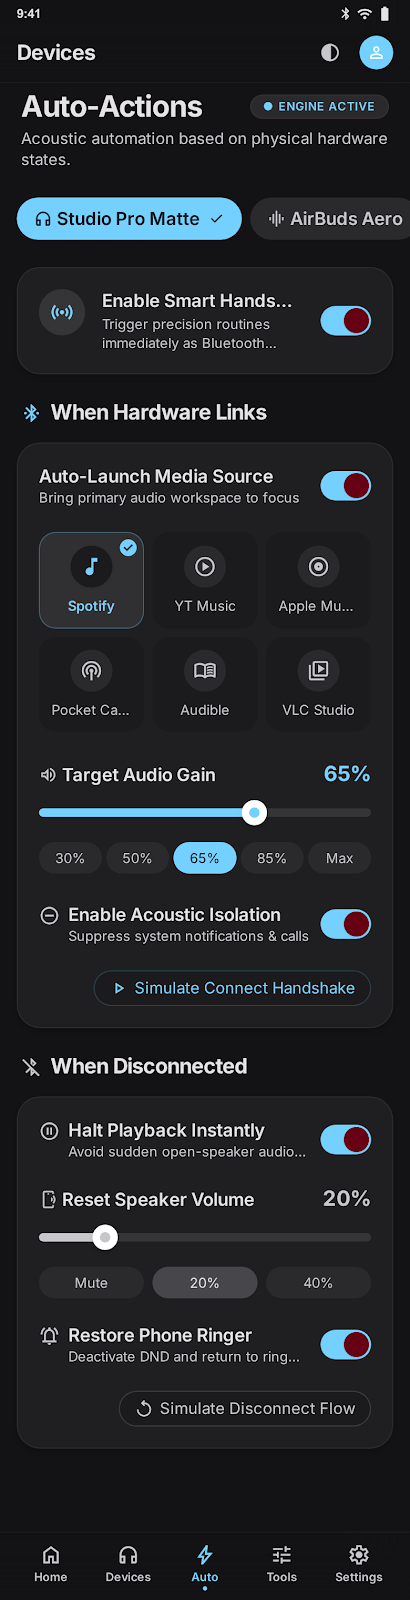 9:41
Devices
Auto-Actions
ENGINE ACTIVE
Acoustic automation based on physical hardware
states.
Studio Pro Matte
AirBuds Aero
Enable Smart Hands...
Trigger precision routines
immediately as Bluetooth...
When Hardware Links
Auto-Launch Media Source
Bring primary audio workspace to focus
Spotify
YT Music
Apple Mu...
Pocket Ca...
Audible
VLC Studio
Target Audio Gain
65%
30%
50%
65%
85%
Max
Enable Acoustic Isolation
Suppress system notifications & calls
Simulate Connect Handshake
When Disconnected
Halt Playback Instantly
Avoid sudden open-speaker audio...
Reset Speaker Volume
20%
Mute
20%
40%
Restore Phone Ringer
Deactivate DND and return to ring...
Simulate Disconnect Flow
Home
Devices
Auto
Tools
Settings